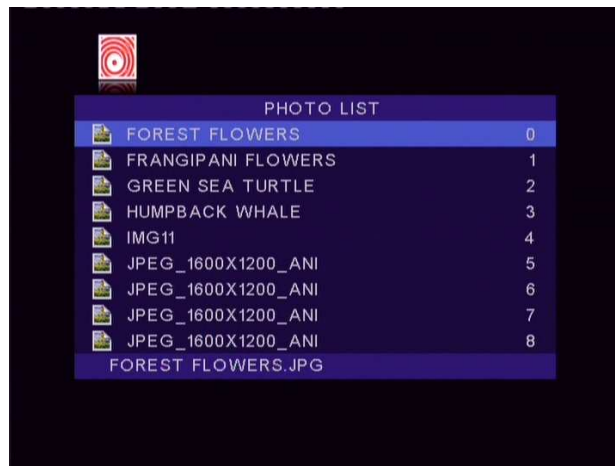 PHOTO LIST
FOREST FLOWERS 0
FRANGIPANI FLOWERS 1
GREEN SEA TURTLE 2
HUMPBACK WHALE 3
IMG11 4
JPEG_1600X1200_ANI 5
JPEG_1600X1200_ANI 6
JPEG_1600X1200_ANI 7
JPEG_1600X1200_ANI 8
FOREST FLOWERS.JPG